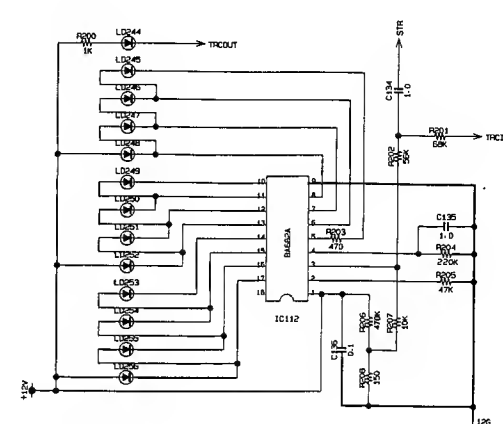 LD244
R200
1K
TRCOUT
STR
LD245
LD246
C134
1.0
LD247
R201
68K
TRCI
LD248
R202
56K
LD249
10
9
11
8
LD250
12
7
13
6
R203
LD251
14
BA682A
5
470
C135
1.0
15
4
LD252
R204
220K
16
3
LD253
17
2
R205
47K
18
1
LD254
IC112
R206
470K
R207
10K
LD255
C136
0.1
R208
150
LD256
+12V
12G